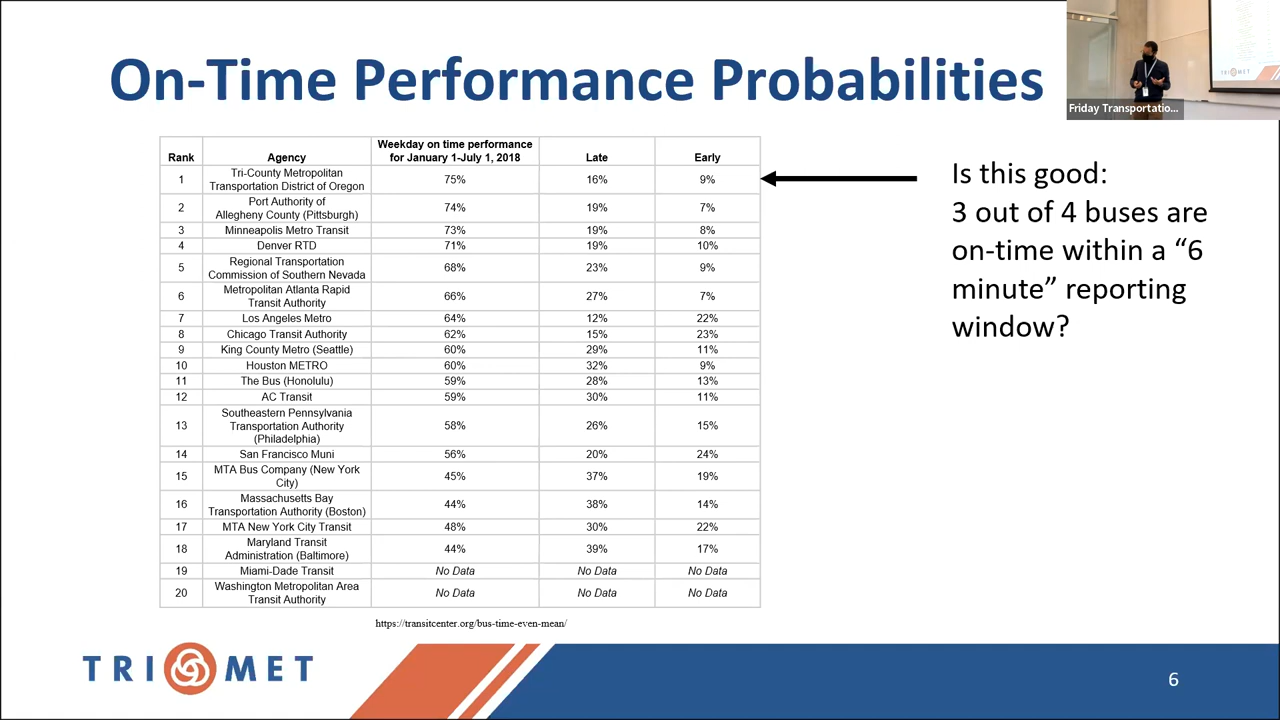 On-Time Performance Probabilities
Friday Transportatio...
Rank
Agency
Weekday on time performance
for January 1-July 1, 2018
Late
Early
1
Tri-County Metropolitan
Transportation District of Oregon
75%
16%
9%
2
Port Authority of
Allegheny County (Pittsburgh)
74%
19%
7%
3
Minneapolis Metro Transit
73%
19%
8%
4
Denver RTD
71%
19%
10%
5
Regional Transportation
Commission of Southern Nevada
68%
23%
9%
6
Metropolitan Atlanta Rapid
Transit Authority
66%
27%
7%
7
Los Angeles Metro
64%
12%
22%
8
Chicago Transit Authority
62%
15%
23%
9
King County Metro (Seattle)
60%
29%
11%
10
Houston METRO
60%
32%
9%
11
The Bus (Honolulu)
59%
28%
13%
12
AC Transit
59%
30%
11%
13
Southeastern Pennsylvania
Transportation Authority
(Philadelphia)
58%
26%
15%
14
San Francisco Muni
56%
20%
24%
15
MTA Bus Company (New York
City)
45%
37%
19%
16
Massachusetts Bay
Transportation Authority (Boston)
44%
38%
14%
17
MTA New York City Transit
48%
30%
22%
18
Maryland Transit
Administration (Baltimore)
44%
39%
17%
19
Miami-Dade Transit
No Data
No Data
No Data
20
Washington Metropolitan Area
Transit Authority
No Data
No Data
No Data
https://transitcenter.org/bus-time-even-mean/
Is this good:
3 out of 4 buses are
on-time within a “6
minute” reporting
window?
TRI MET
6